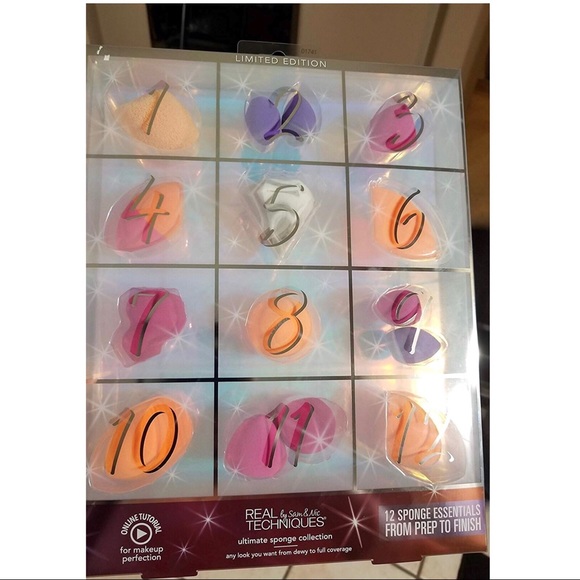 LIMITED EDITION
1 2 3
4 5 6
7 8 9
10 11 12
ONLINE TUTORIAL
for makeup
perfection
REAL by Sam & Nic
TECHNIQUES®
ultimate sponge collection
any look you want from dewy to full coverage
12 SPONGE ESSENTIALS
FROM PREP TO FINISH